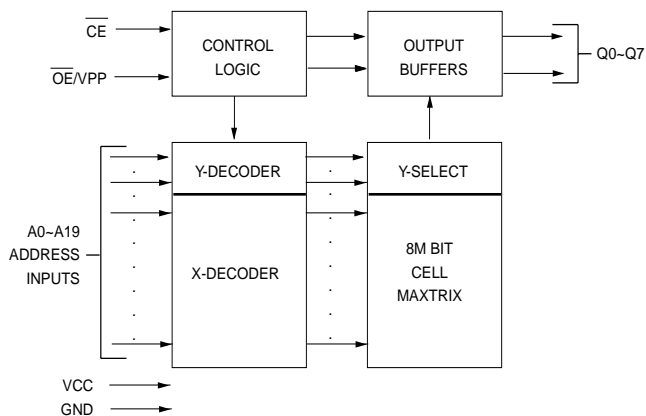 CE
OE/VPP
CONTROL
LOGIC
OUTPUT
BUFFERS
Q0~Q7
Y-DECODER
Y-SELECT
A0~A19
ADDRESS
INPUTS
X-DECODER
8M BIT
CELL
MAXTRIX
VCC
GND